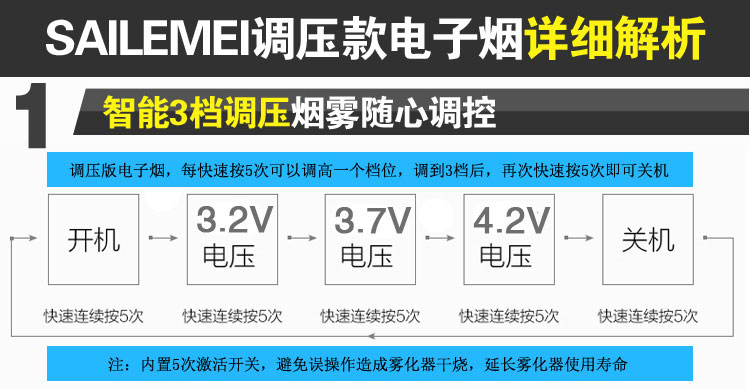 SAILEMEI调压款电子烟详细解析
1
智能3档调压烟雾随心调控
调压版电子烟，每快速按5次可以调高一个档位，调到3档后，再次快速按5次即可关机
开机
3.2V
电压
3.7V
电压
4.2V
电压
关机
快速连续按5次
快速连续按5次
快速连续按5次
快速连续按5次
快速连续按5次
注：内置5次激活开关，避免误操作造成雾化器干烧，延长雾化器使用寿命